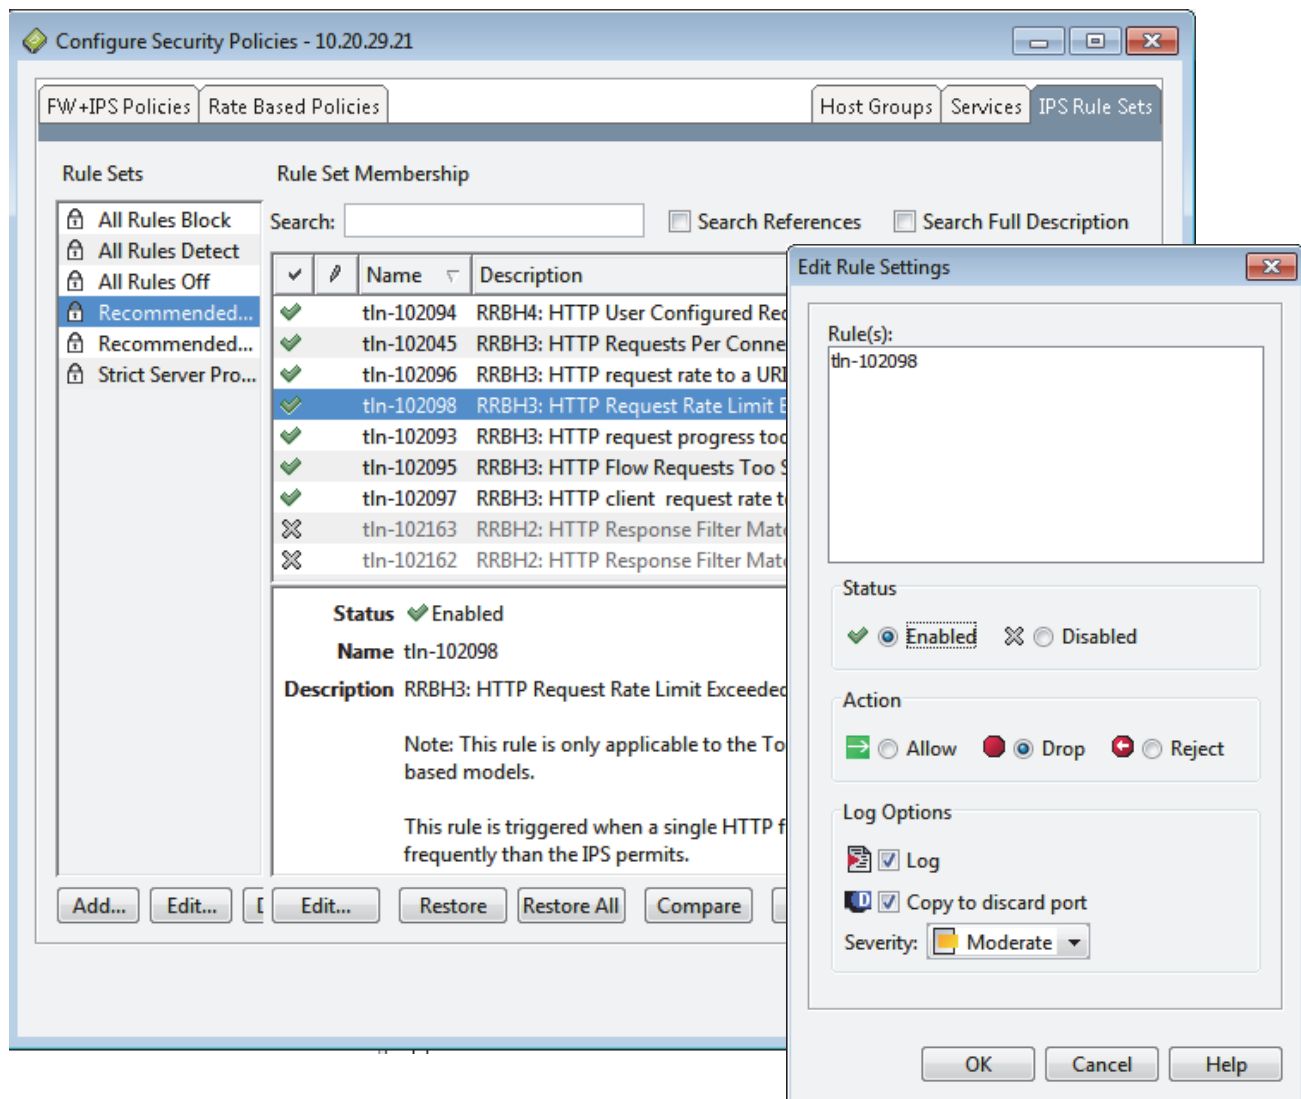 Configure Security Policies - 10.20.29.21
FW+IPS Policies Rate Based Policies Host Groups Services IPS Rule Sets
Rule Sets Rule Set Membership
Search: Search References Search Full Description
All Rules Block
All Rules Detect
All Rules Off
Recommended...
Recommended...
Strict Server Pro...
Name Description
tln-102094 RRBH4: HTTP User Configured
tln-102045 RRBH3: HTTP Requests Per
tln-102096 RRBH3: HTTP request rate to a
tln-102098 RRBH3: HTTP Request Rate Limit
tln-102093 RRBH3: HTTP request progress
tln-102095 RRBH3: HTTP Flow Requests Too
tln-102097 RRBH3: HTTP client request rate
tln-102163 RRBH2: HTTP Response Filter
tln-102162 RRBH2: HTTP Response Filter
Status Enabled
Name tln-102098
Description RRBH3: HTTP Request Rate Limit Exceeded
Note: This rule is only applicable to the
based models.
This rule is triggered when a single HTTP
frequently than the IPS permits.
Add... Edit... Edit... Restore Restore All Compare
Edit Rule Settings
Rule(s):
tln-102098
Status
Enabled Disabled
Action
Allow Drop Reject
Log Options
Log
D Copy to discard port
Severity: Moderate
OK Cancel Help